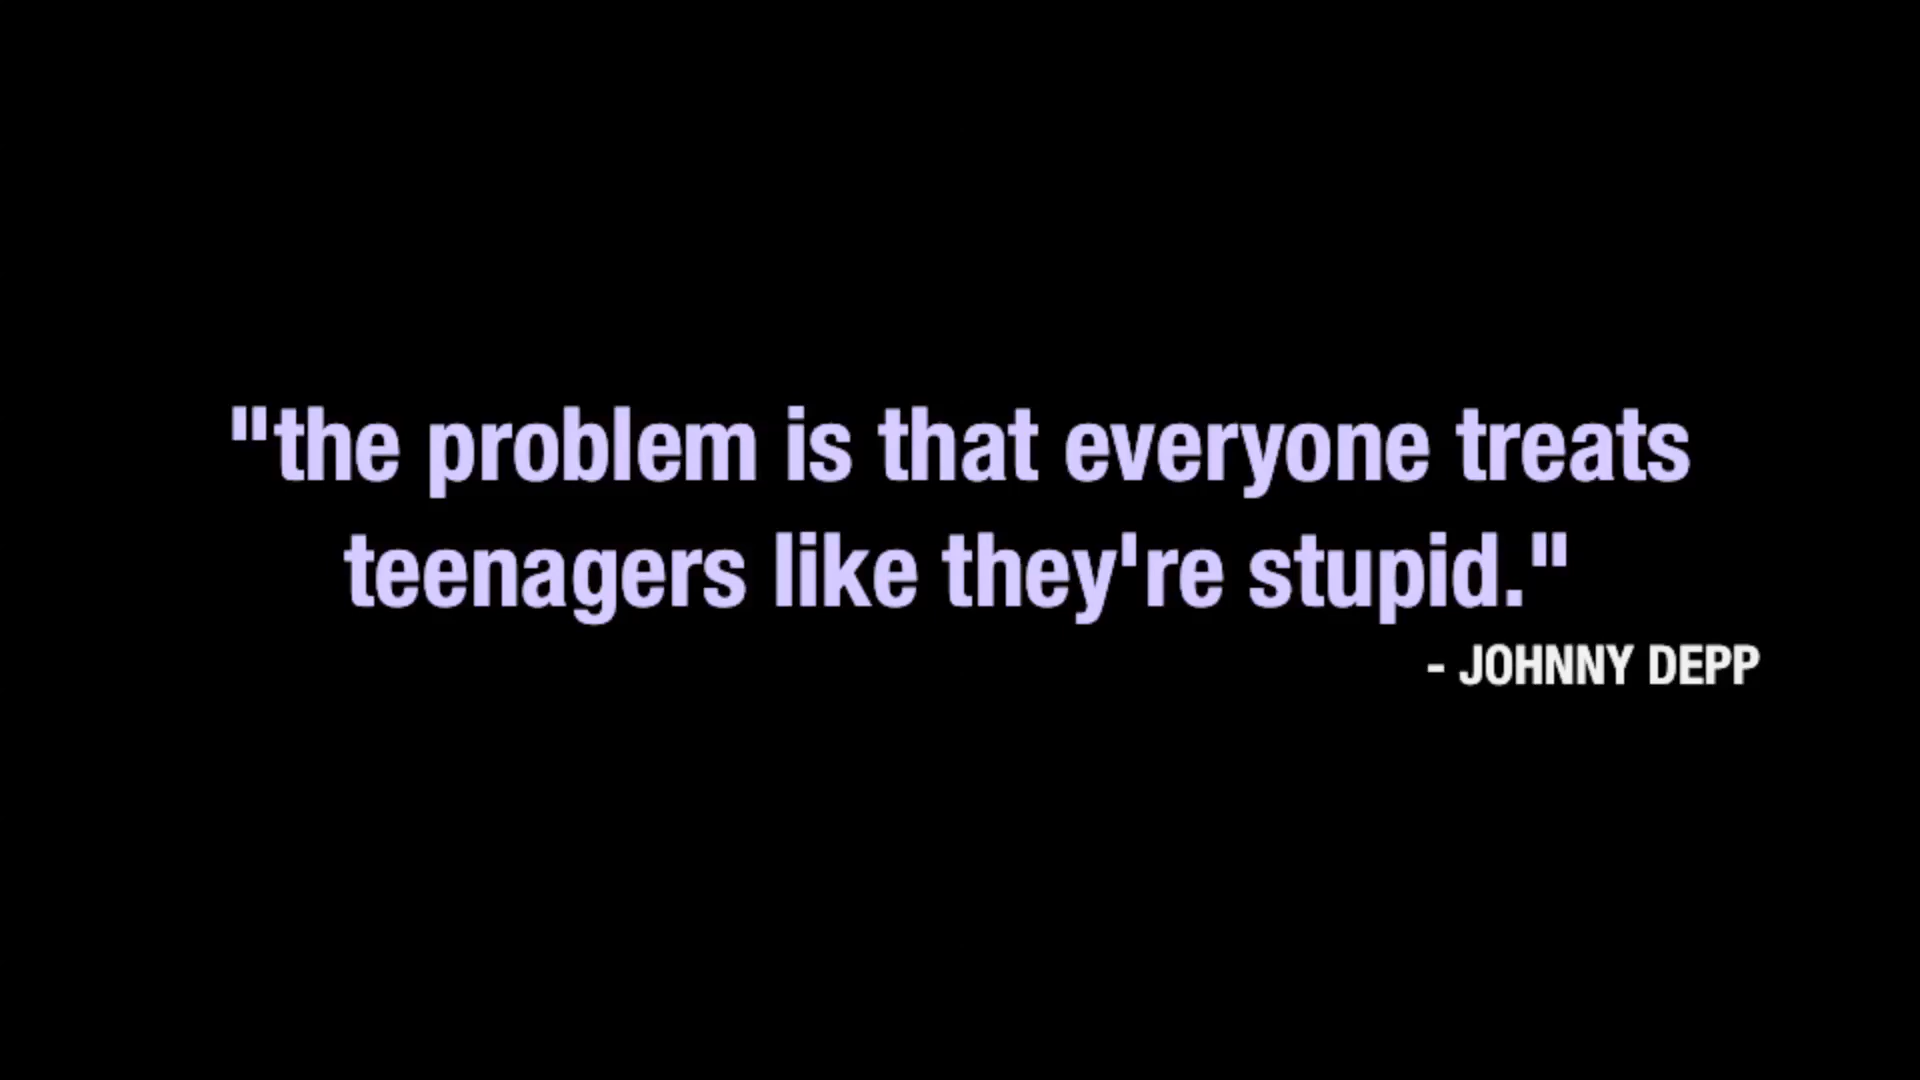 "the problem is that everyone treats
teenagers like they're stupid."
- JOHNNY DEPP